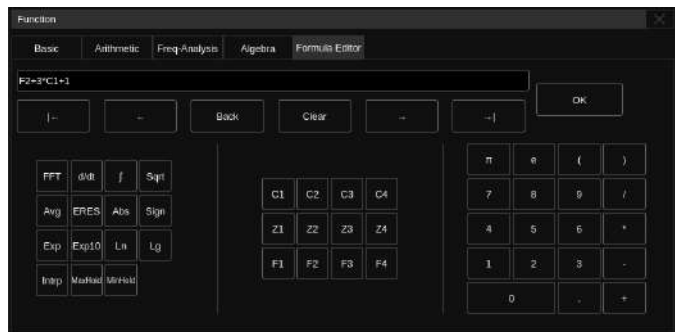 Function
Basic Arithmetic Freq-Analysis Algebra Formula Editor
F2+3*C1+1
OK
|← ← Back Clear → →|
π e ( )
FFT d/dt ∫ Sqrt
C1 C2 C3 C4
7 8 9 /
Avg ERES Abs Sign
Z1 Z2 Z3 Z4
4 5 6 *
Exp Exp10 Ln Lg
F1 F2 F3 F4
1 2 3 -
Intrp MaxHold MinHold
0 . +